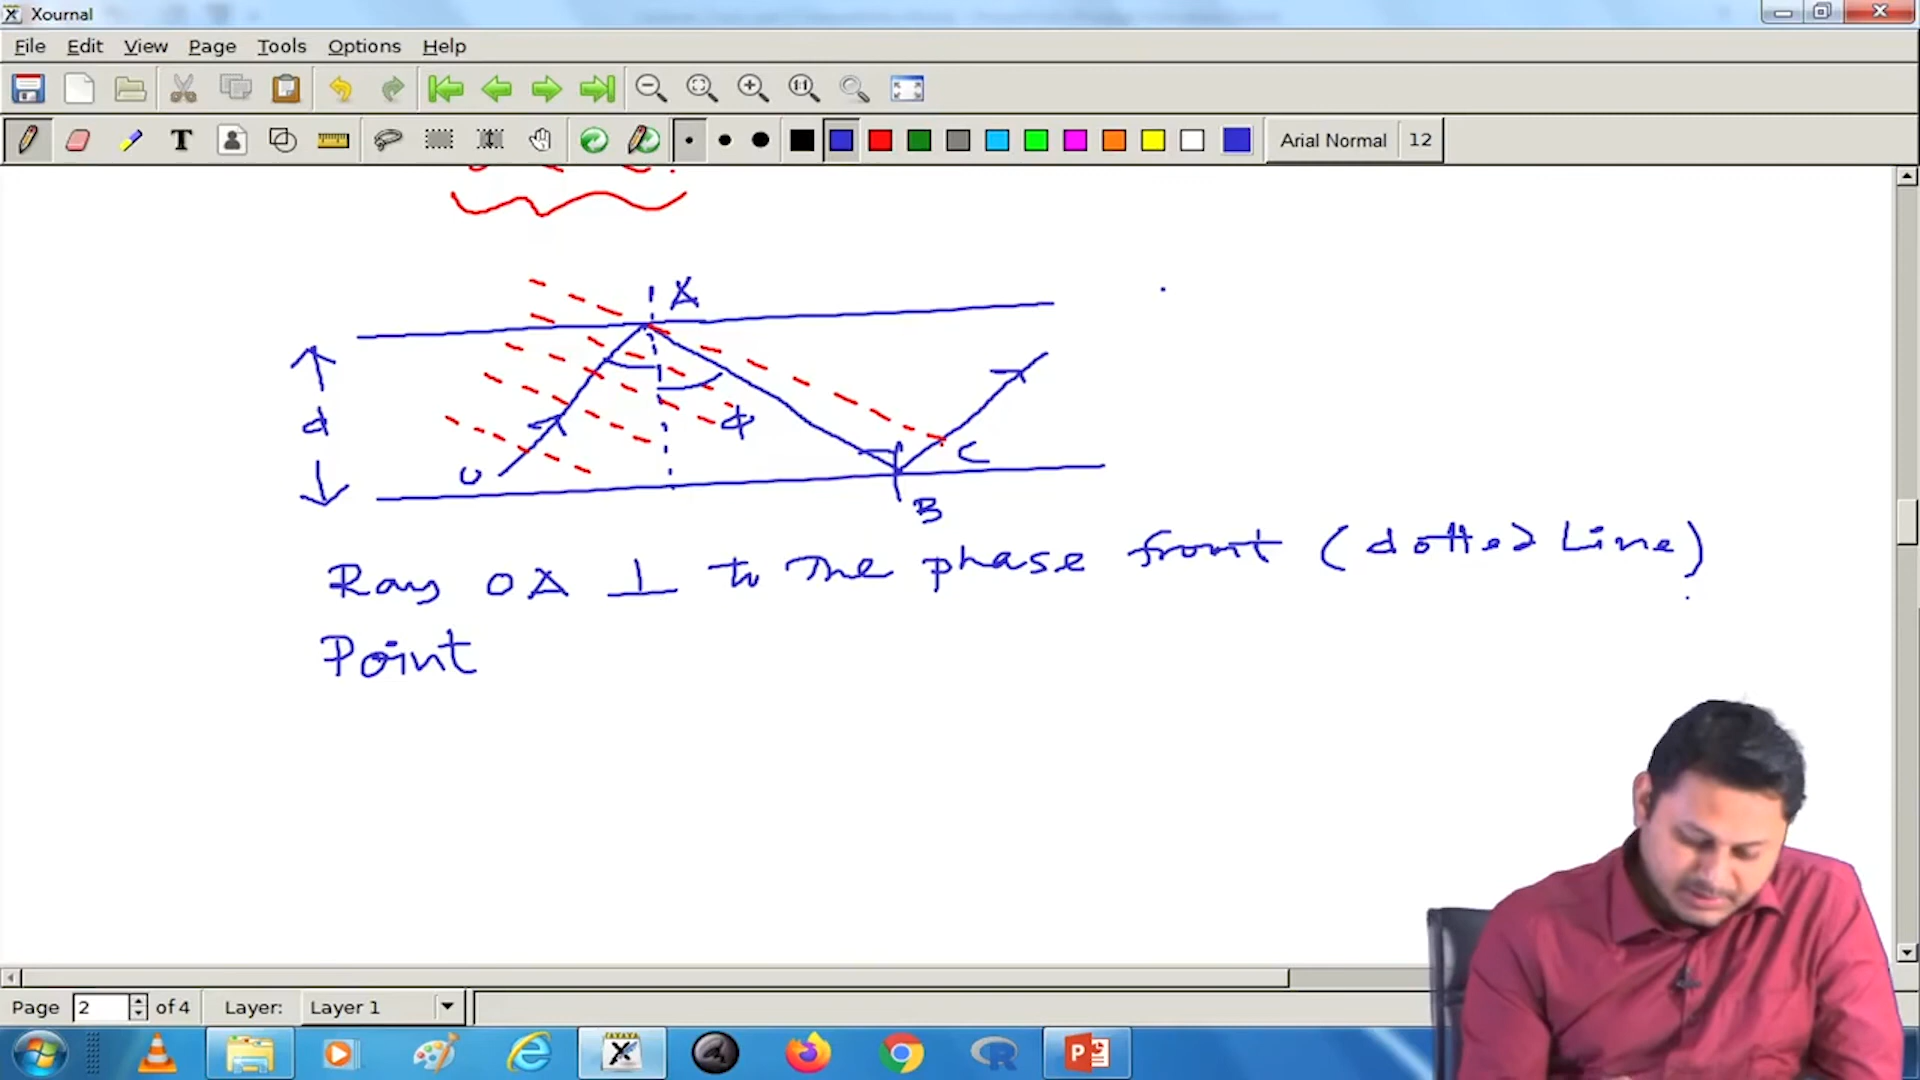 Xournal
File Edit View Page Tools Options Help
Arial Normal 12
A
d
φ
O
C
B
Ray OA ⊥ to the phase front (dotted Line)
Point
Page 2 of 4 Layer: Layer 1